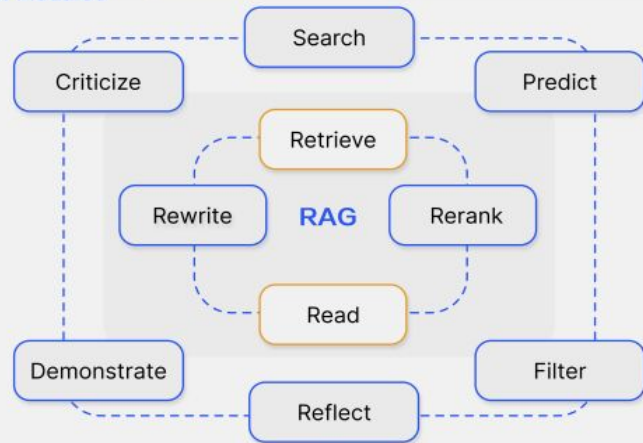 Search
Criticize
Predict
Retrieve
Rewrite
RAG
Rerank
Read
Demonstrate
Filter
Reflect